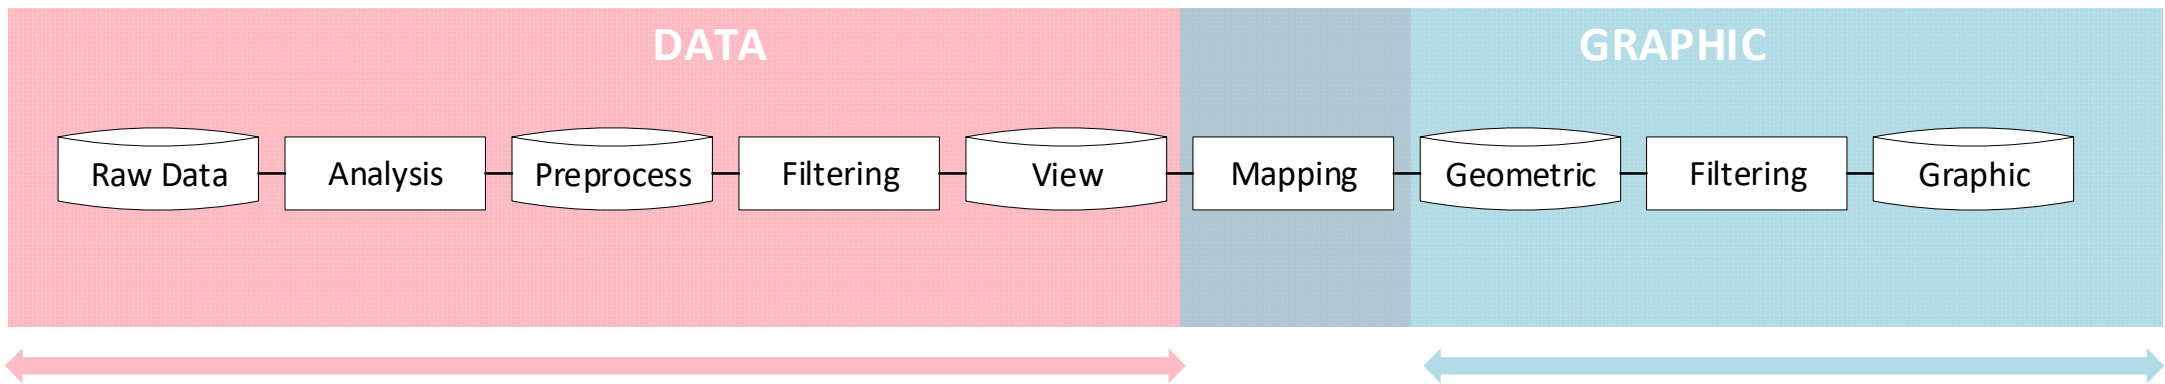 DATA
GRAPHIC
Raw Data
Analysis
Preprocess
Filtering
View
Mapping
Geometric
Filtering
Graphic